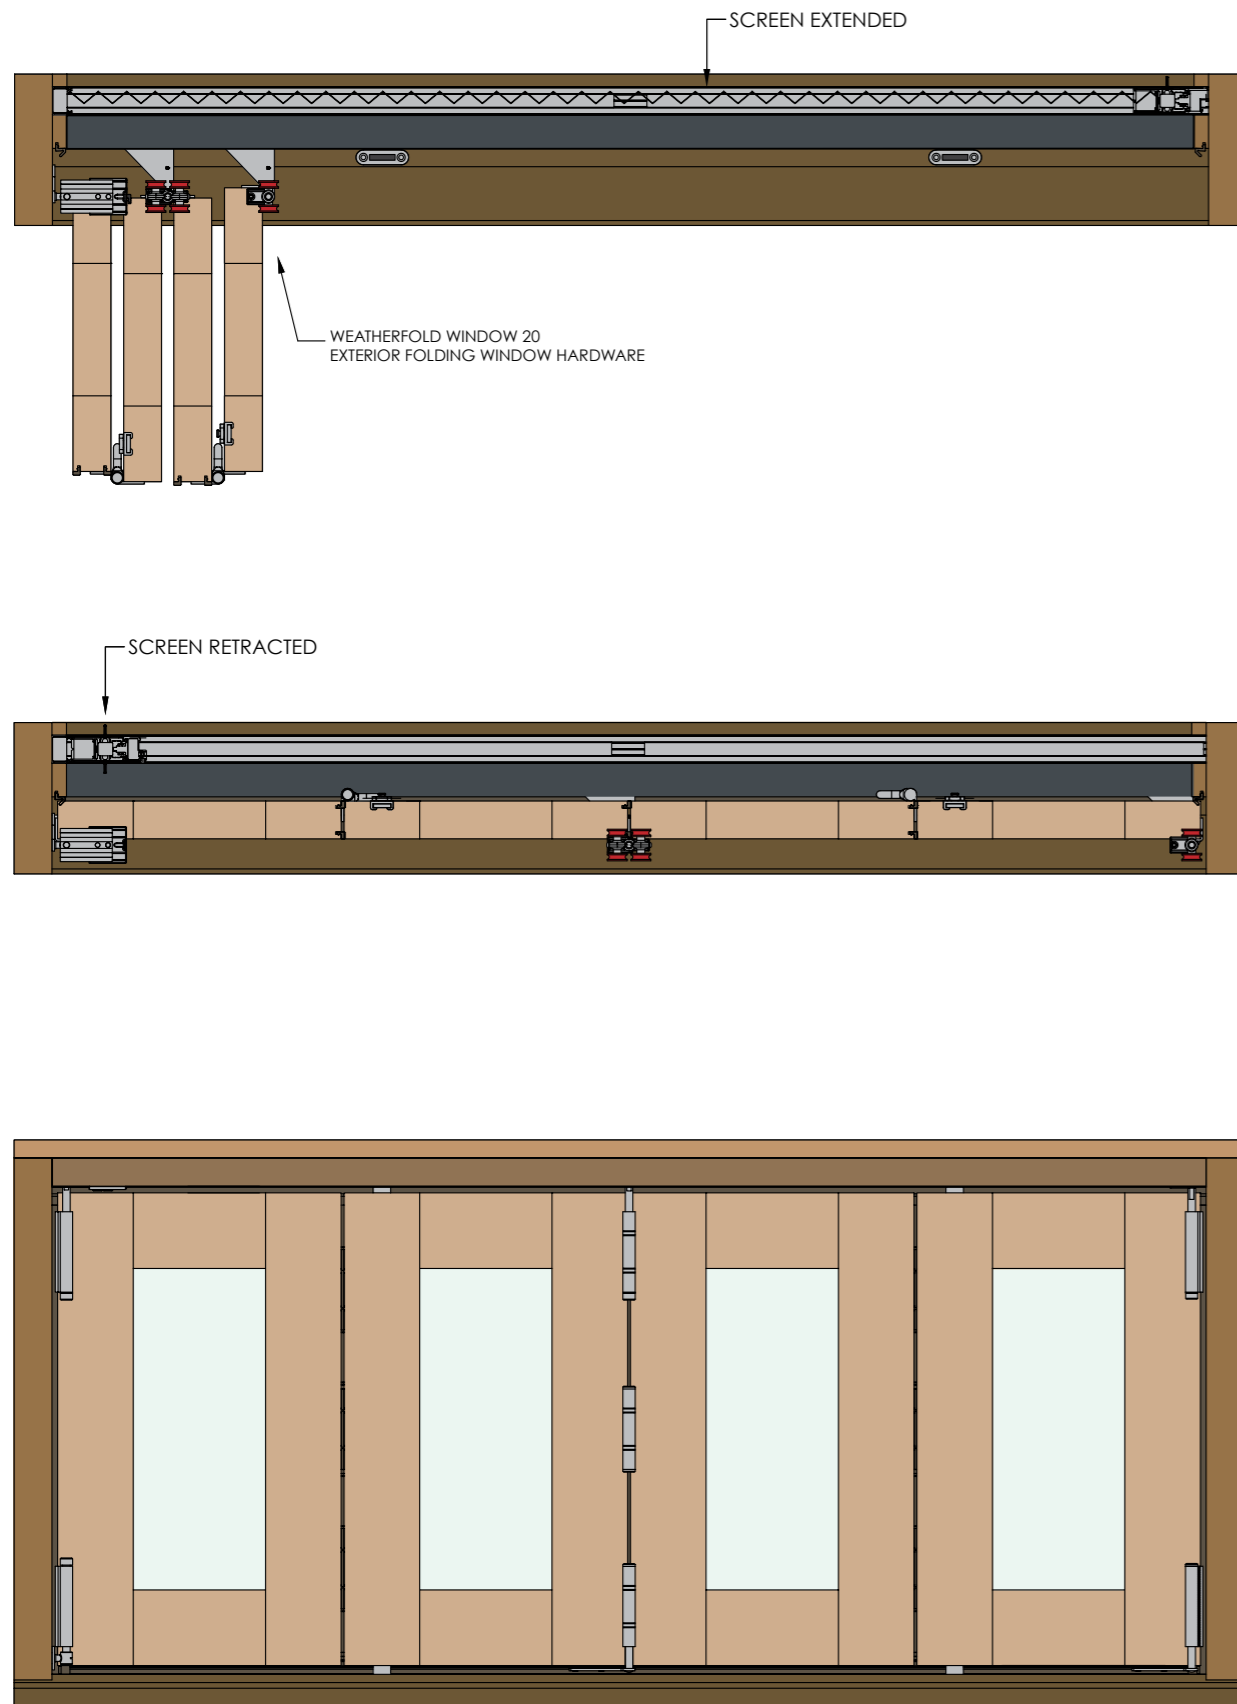 SCREEN EXTENDED
WEATHERFOLD WINDOW 20
EXTERIOR FOLDING WINDOW HARDWARE
SCREEN RETRACTED